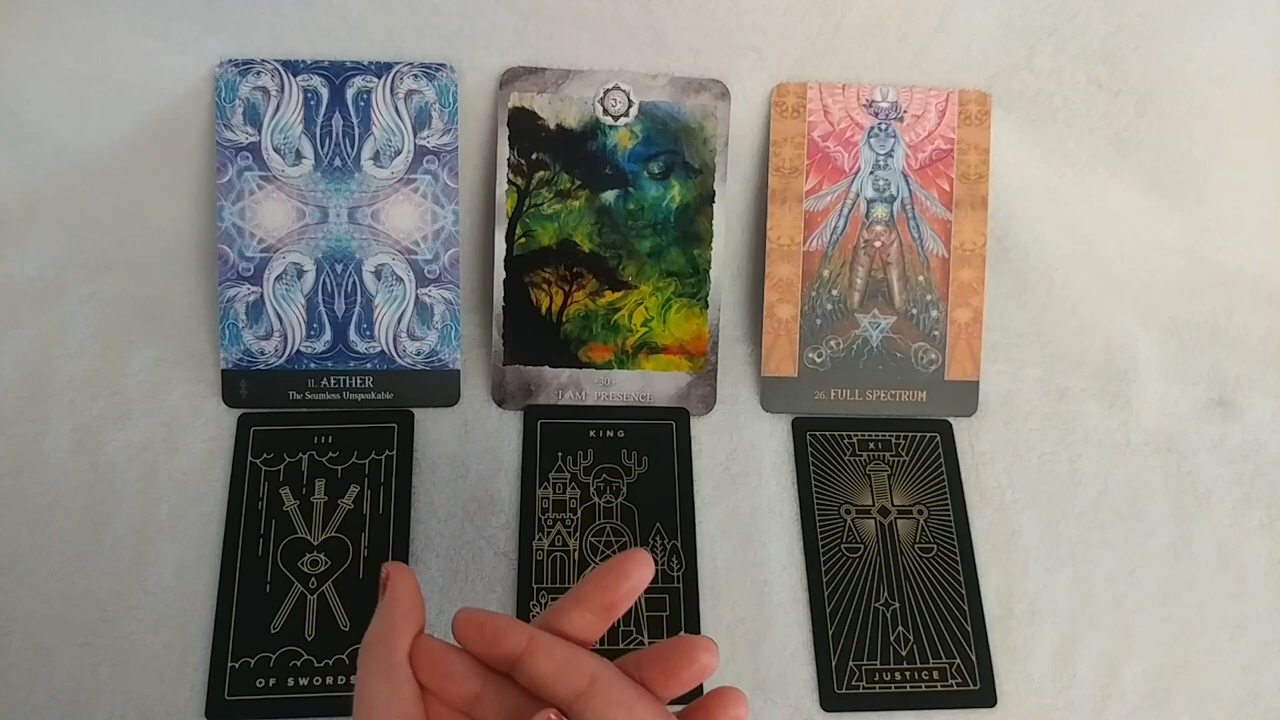 11. AETHER
The Seamless Unspeakable
•30•
'I AM' PRESENCE
26. FULL SPECTRUM
III
OF SWORDS
KING
XI
JUSTICE